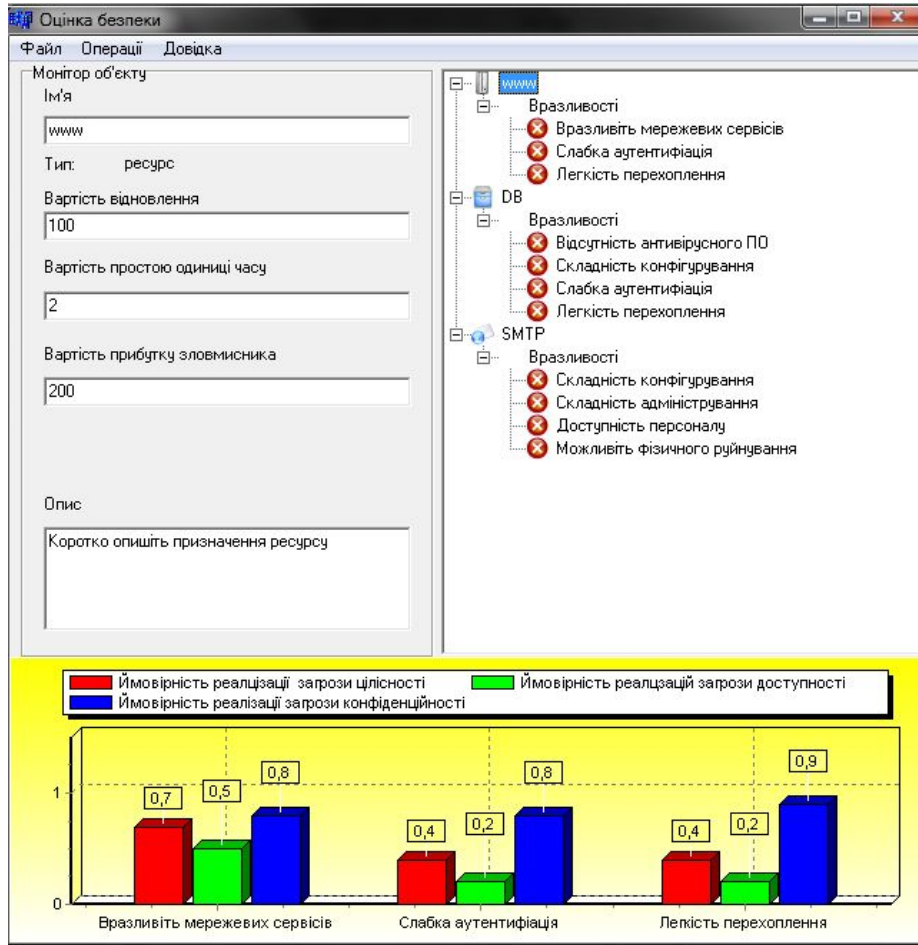 Оцінка безпеки
Файл Операції Довідка
Монітор об'єкту
Ім'я
www
Тип: ресурс
Вартість відновлення
100
Вартість простою одиниці часу
2
Вартість прибутку зловмисника
200
Опис
Коротко опишіть призначення ресурсу
www
Вразливості
Вразливіть мережевих сервісів
Слабка аутентифіація
Легкість перехоплення
DB
Вразливості
Відсутність антивірусного ПО
Складність конфігурування
Слабка аутентифіація
Легкість перехоплення
SMTP
Вразливості
Складність конфігурування
Складність адміністрування
Доступність персоналу
Можливіть фізичного руйнування
Ймовірність реалцізації загрози цілісності Ймовірність реалцзацій загрози доступності
Ймовірність реалізації загрози конфіденційності
0,7 0,5 0,8 0,4 0,2 0,8 0,4 0,2 0,9
1
0
Вразливіть мережевих сервісів Слабка аутентифіація Легкість перехоплення